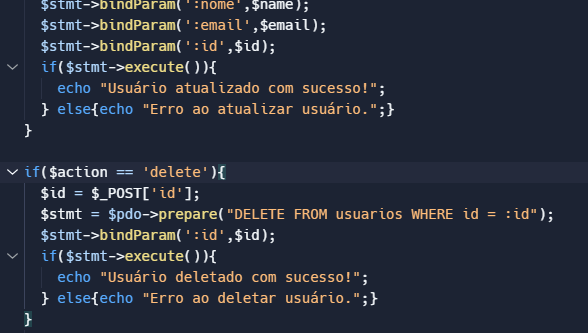 $stmt->bindParam(':nome',$name);
$stmt->bindParam(':email',$email);
$stmt->bindParam(':id',$id);
if($stmt->execute()){
echo "Usuário atualizado com sucesso!";
} else{echo "Erro ao atualizar usuário.";}
}
if($action == 'delete'){
$id = $_POST['id'];
$stmt = $pdo->prepare("DELETE FROM usuarios WHERE id = :id");
$stmt->bindParam(':id',$id);
if($stmt->execute()){
echo "Usuário deletado com sucesso!";
} else{echo "Erro ao deletar usuário.";}
}